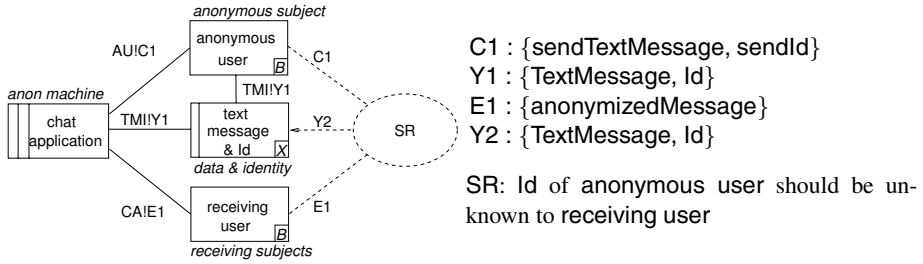 anonymous subject
anonymous
user
B
AU!C1
C1
TMI!Y1
anon machine
chat
application
TMI!Y1
text
message
& Id
X
data & identity
Y2
SR
CA!E1
receiving
user
B
receiving subjects
E1
C1 : {sendTextMessage, sendId}
Y1 : {TextMessage, Id}
E1 : {anonymizedMessage}
Y2 : {TextMessage, Id}
SR: Id of anonymous user should be un-
known to receiving user